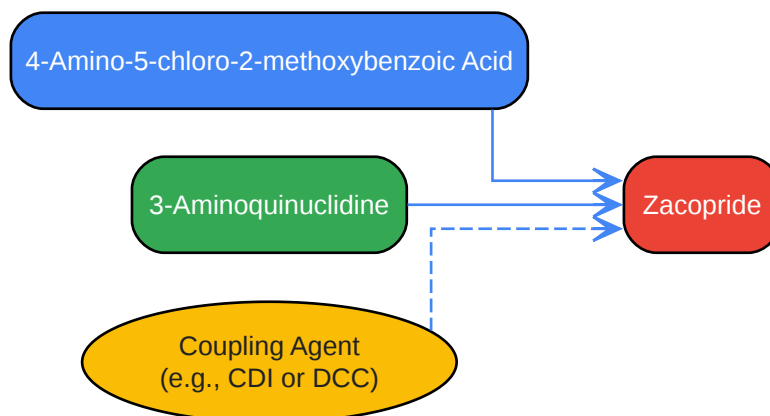 4-Amino-5-chloro-2-methoxybenzoic Acid
3-Aminoquinuclidine
Zacopride
Coupling Agent
(e.g., CDI or DCC)